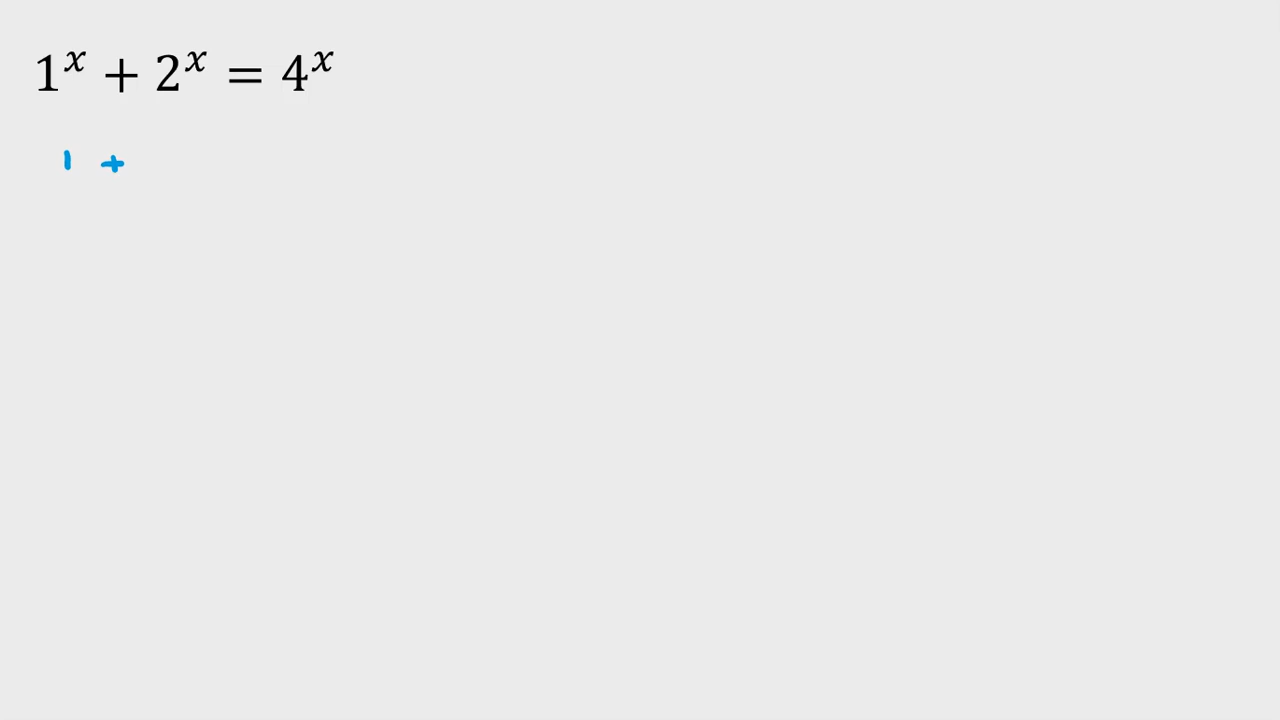 1^x + 2^x = 4^x
1 +